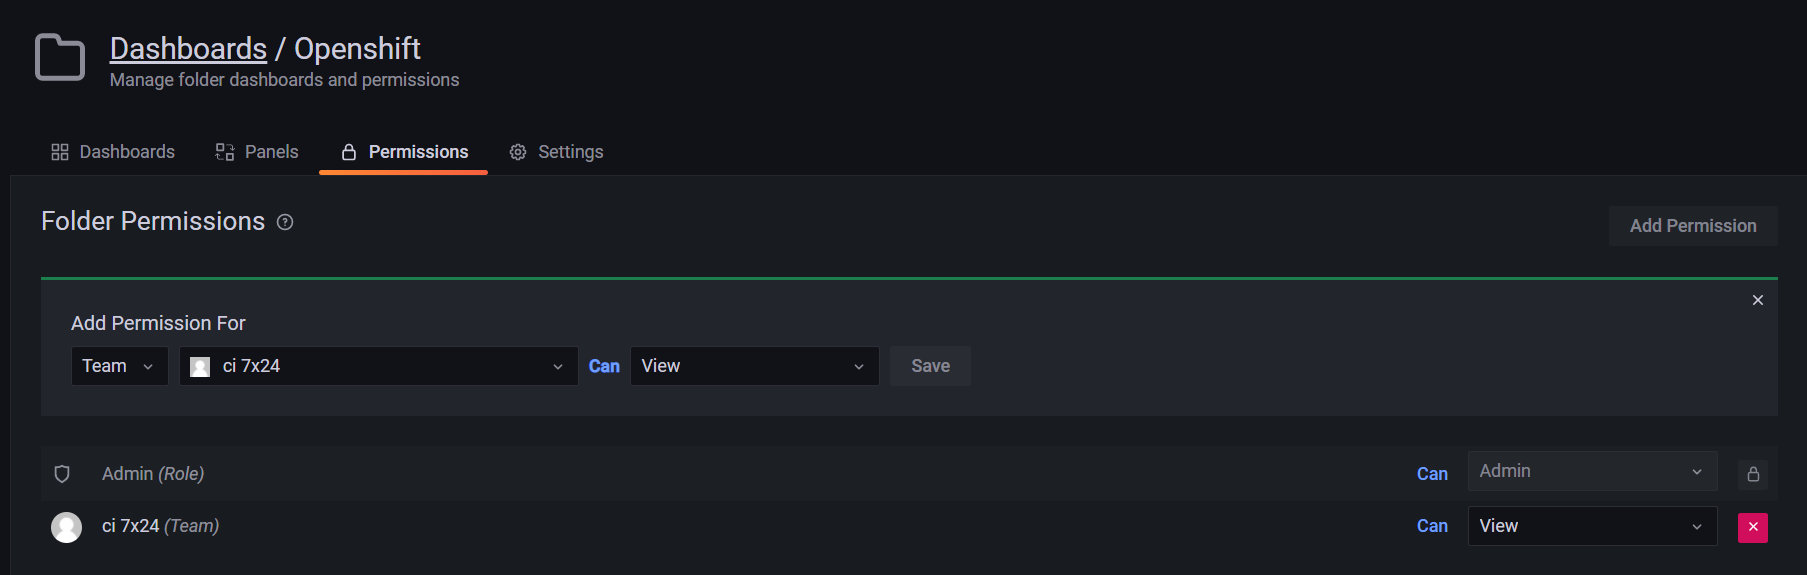 Dashboards / Openshift
Manage folder dashboards and permissions
Dashboards Panels Permissions Settings
Folder Permissions
Add Permission
Add Permission For
Team ci 7x24 Can View Save
Admin (Role) Can Admin
ci 7x24 (Team) Can View